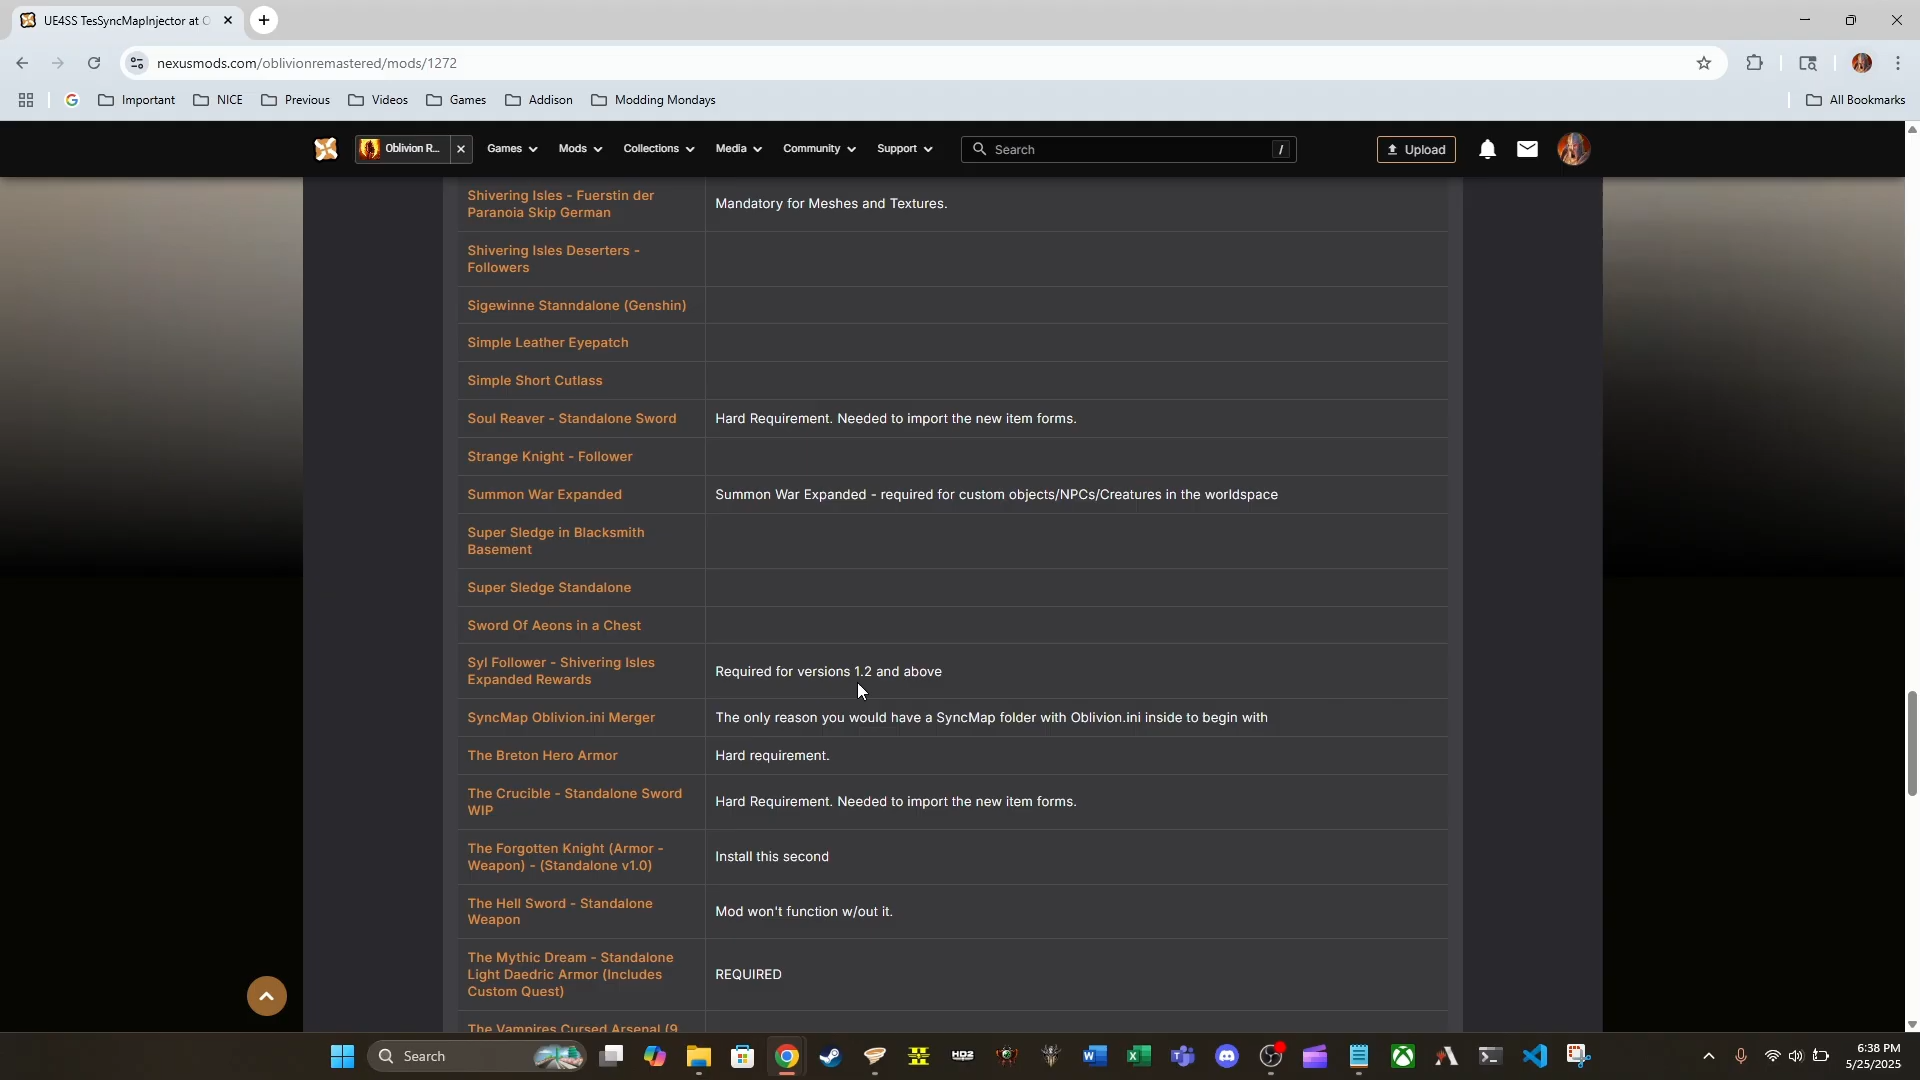 UE4SS TesSyncMapInjector at O
nexusmods.com/oblivionremastered/mods/1272
Important
NICE
Previous
Videos
Games
Addison
Modding Mondays
All Bookmarks
Oblivion R...
Games
Mods
Collections
Media
Community
Support
Search
/
Upload
Shivering Isles - Fuerstin der
Paranoia Skip German
Mandatory for Meshes and Textures.
Shivering Isles Deserters -
Followers
Sigewinne Stanndalone (Genshin)
Simple Leather Eyepatch
Simple Short Cutlass
Soul Reaver - Standalone Sword
Hard Requirement. Needed to import the new item forms.
Strange Knight - Follower
Summon War Expanded
Summon War Expanded - required for custom objects/NPCs/Creatures in the worldspace
Super Sledge in Blacksmith
Basement
Super Sledge Standalone
Sword Of Aeons in a Chest
Syl Follower - Shivering Isles
Expanded Rewards
Required for versions 1.2 and above
SyncMap Oblivion.ini Merger
The only reason you would have a SyncMap folder with Oblivion.ini inside to begin with
The Breton Hero Armor
Hard requirement.
The Crucible - Standalone Sword
WIP
Hard Requirement. Needed to import the new item forms.
The Forgotten Knight (Armor -
Weapon) - (Standalone v1.0)
Install this second
The Hell Sword - Standalone
Weapon
Mod won't function w/out it.
The Mythic Dream - Standalone
Light Daedric Armor (Includes
Custom Quest)
REQUIRED
The Vampires Cursed Arsenal (9
Search
HD2
6:38 PM
5/25/2025